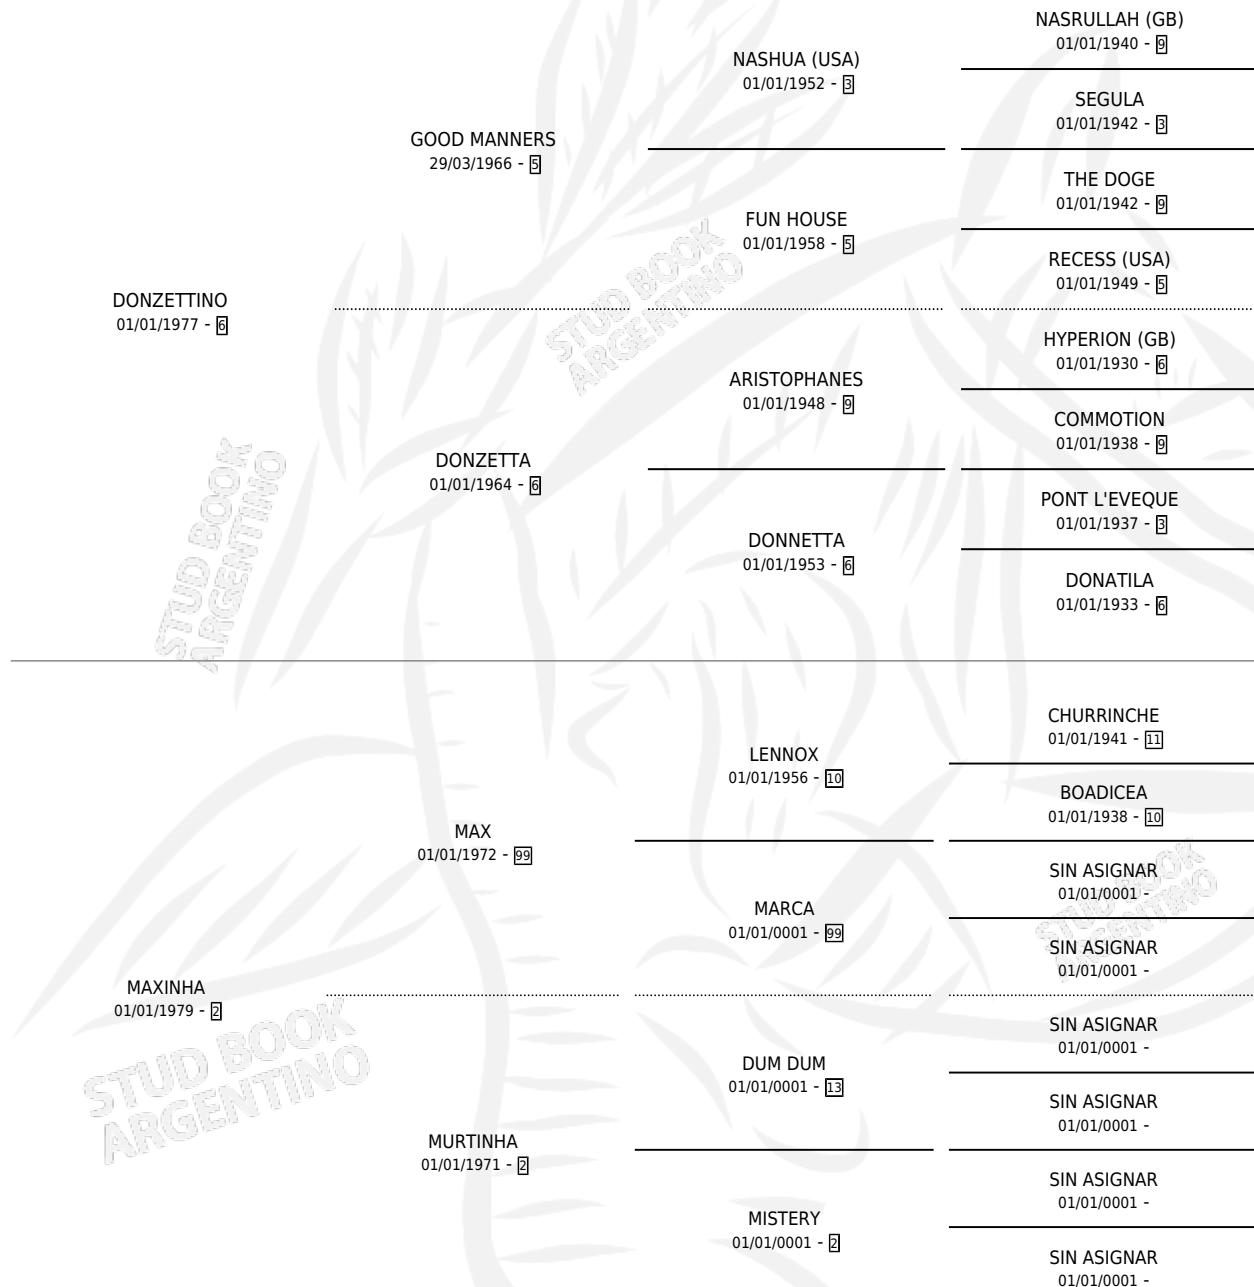 NASRULLAH (GB)
01/01/1940 - 9
NASHUA (USA)
01/01/1952 - 3
SEGULA
01/01/1942 - 3
GOOD MANNERS
29/03/1966 - 5
THE DOGE
01/01/1942 - 9
FUN HOUSE
01/01/1958 - 5
RECESS (USA)
01/01/1949 - 5
DONZETTINO
01/01/1977 - 6
HYPERION (GB)
01/01/1930 - 6
ARISTOPHANES
01/01/1948 - 9
COMMOTION
01/01/1938 - 9
DONZETTA
01/01/1964 - 6
PONT L'EVEQUE
01/01/1937 - 3
DONNETTA
01/01/1953 - 6
DONATILA
01/01/1933 - 6
CHURRINCHE
01/01/1941 - 11
LENNOX
01/01/1956 - 10
BOADICEA
01/01/1938 - 10
MAX
01/01/1972 - 99
SIN ASIGNAR
01/01/0001 -
MARCA
01/01/0001 - 99
SIN ASIGNAR
01/01/0001 -
MAXINHA
01/01/1979 - 2
SIN ASIGNAR
01/01/0001 -
DUM DUM
01/01/0001 - 13
SIN ASIGNAR
01/01/0001 -
MURTINHA
01/01/1971 - 2
SIN ASIGNAR
01/01/0001 -
MISTERY
01/01/0001 - 2
SIN ASIGNAR
01/01/0001 -
STUD BOOK
ARGENTINO
STUD BOOK
ARGENTINO
STUD BOOK
ARGENTINO
STUD BOOK
ARGENTINO